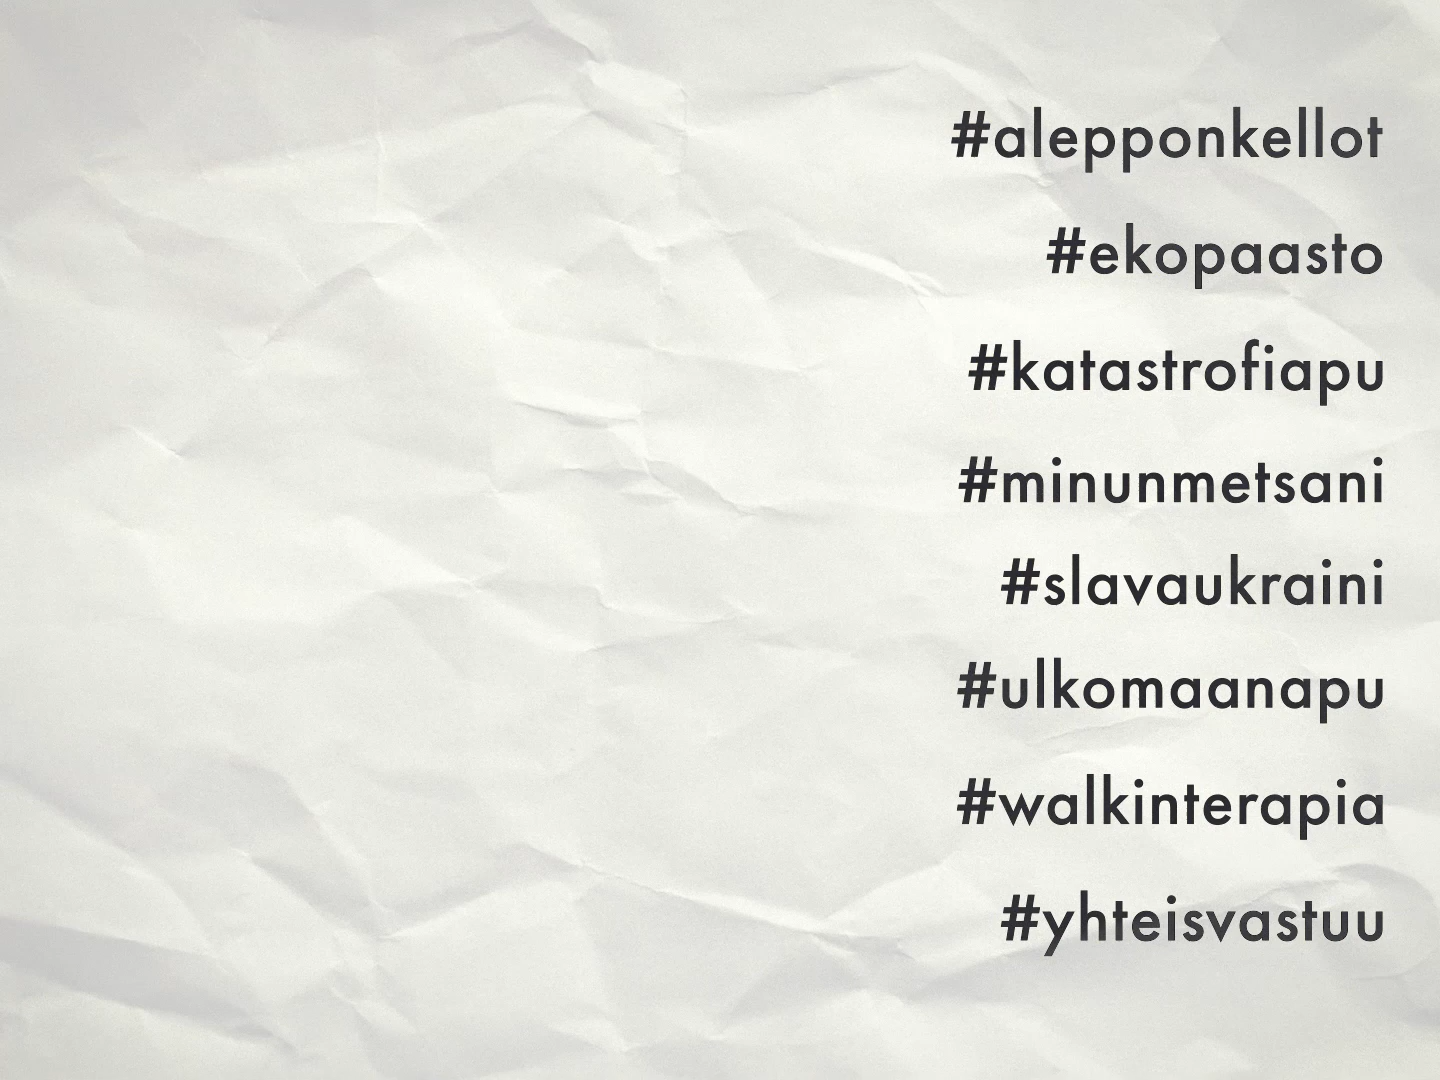 #alepponkellot
#ekopaasto
#katastrofiapu
#minunmetsani
#slavaukraini
#ulkomaanapu
#walkinterapia
#yhteisvastuu